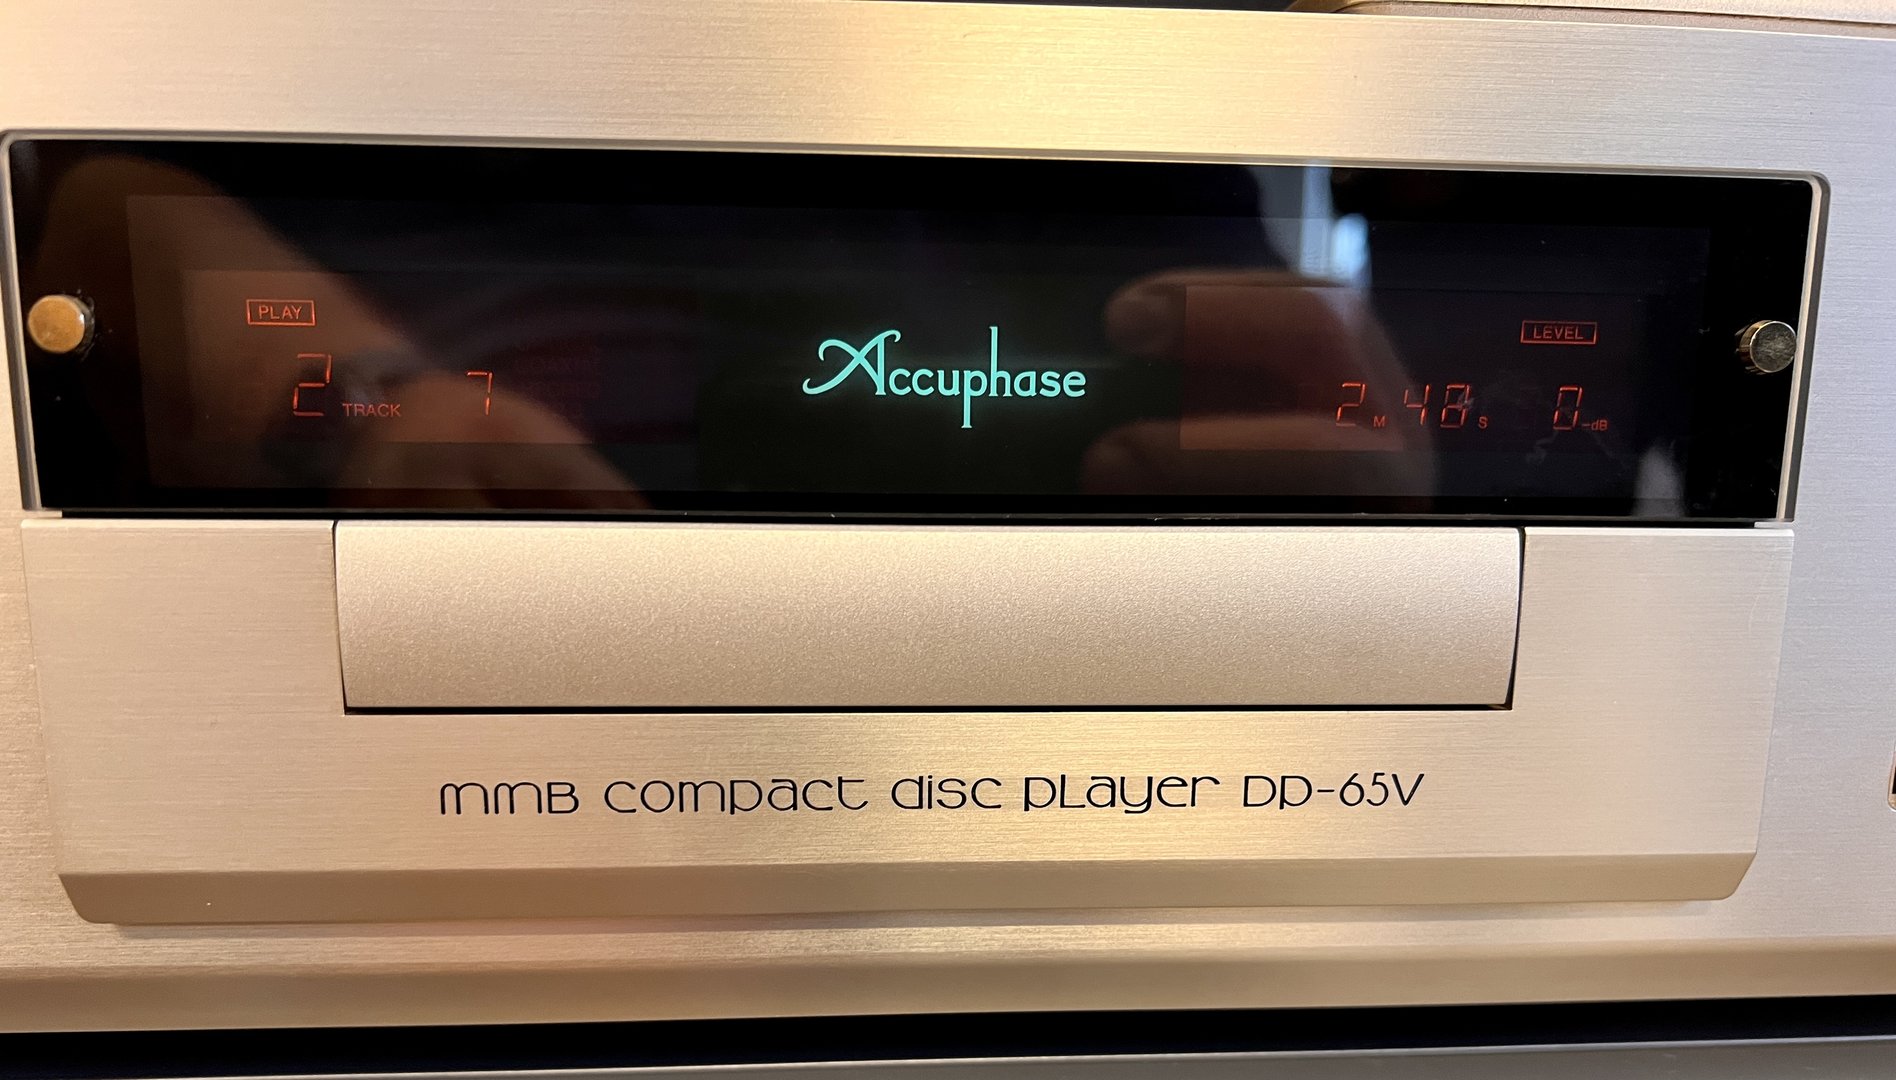 PLAY
LEVEL
2 TRACK 7
Accuphase
2 M 48 S 0 -dB
MMB compact disc player DP-65V